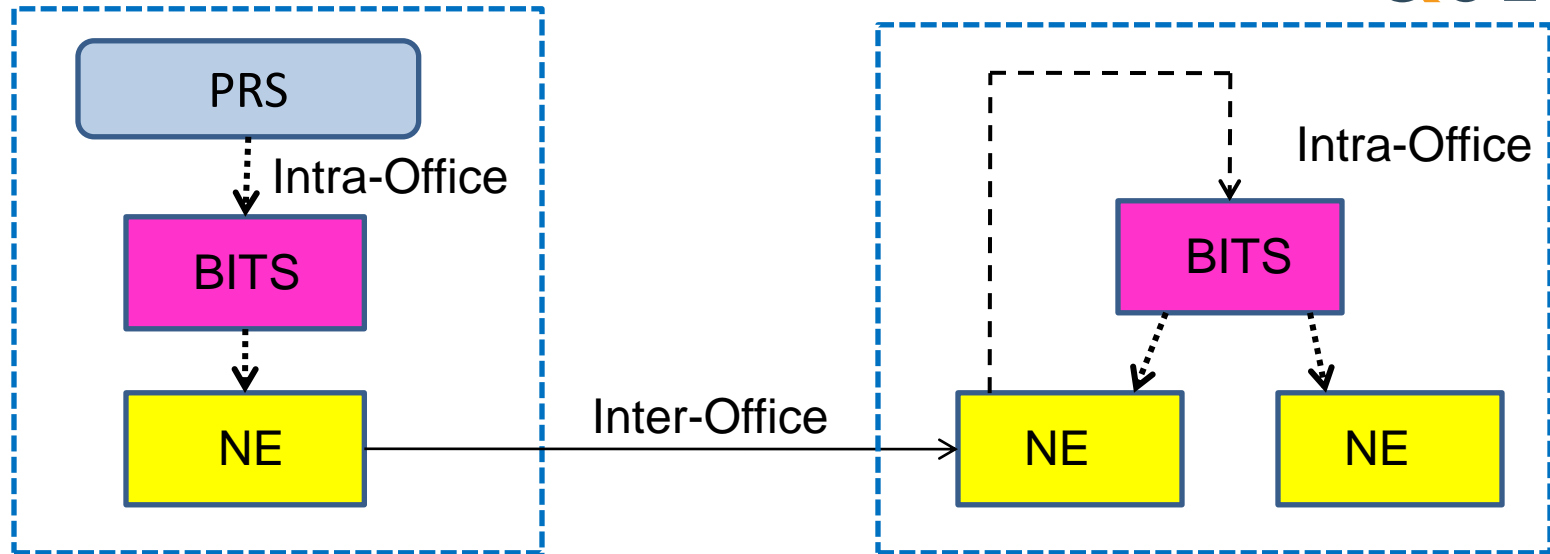 PRS
Intra-Office
BITS
NE
Inter-Office
Intra-Office
BITS
NE
NE